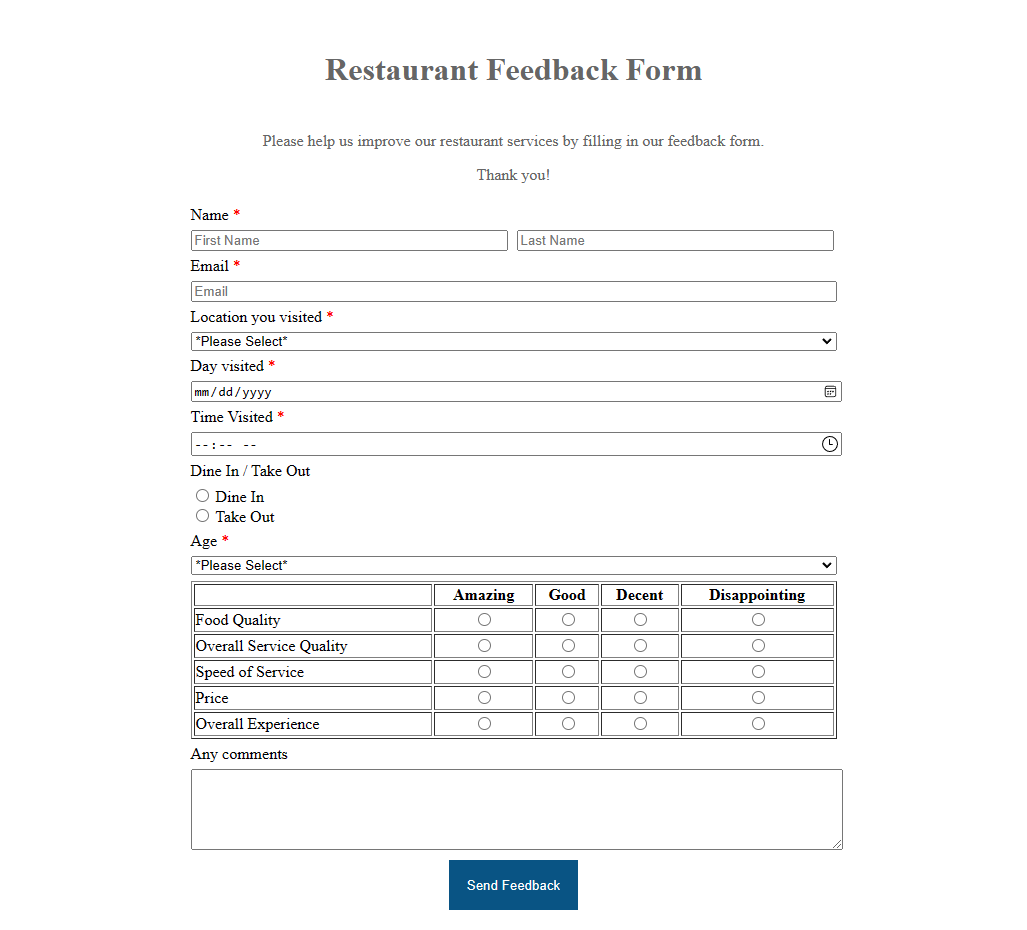 Restaurant Feedback Form
Please help us improve our restaurant services by filling in our feedback form.
Thank you!
Name *
First Name Last Name
Email *
Email
Location you visited *
*Please Select*
Day visited *
mm/dd/yyyy
Time Visited *
--:-- --
Dine In / Take Out
Dine In
Take Out
Age *
*Please Select*
Amazing Good Decent Disappointing
Food Quality
Overall Service Quality
Speed of Service
Price
Overall Experience
Any comments
Send Feedback